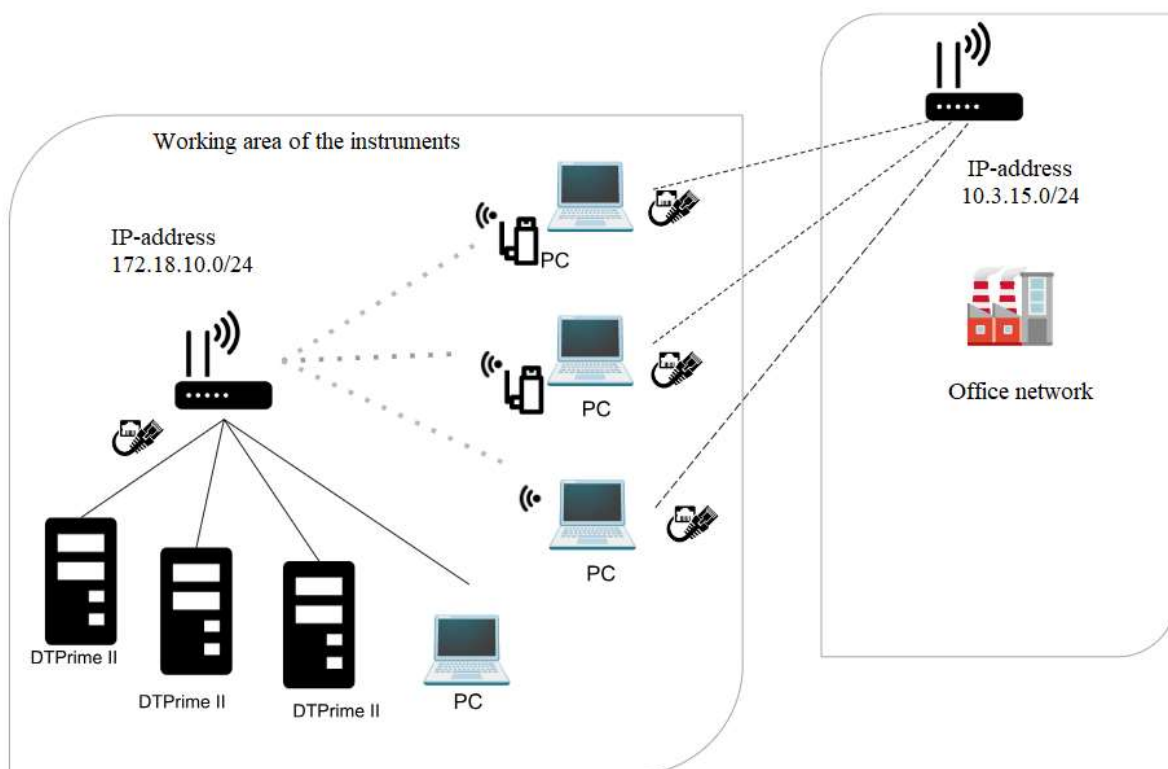 Working area of the instruments
IP-address
172.18.10.0/24
PC
PC
PC
DTPrime II
DTPrime II
DTPrime II
PC
IP-address
10.3.15.0/24
Office network